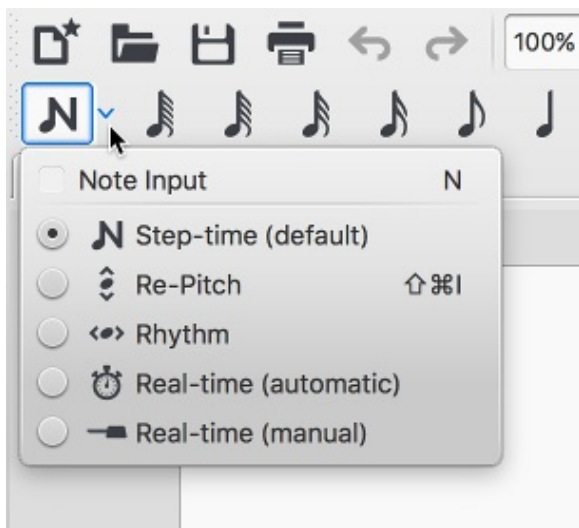 100%
Note Input N
Step-time (default)
Re-Pitch ⇧⌘I
Rhythm
Real-time (automatic)
Real-time (manual)